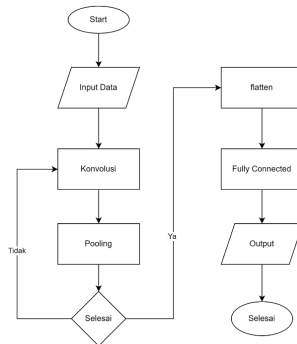 Start
Input Data
Konvolusi
Pooling
Selesai
Tidak
Ya
flatten
Fully Connected
Output
Selesai